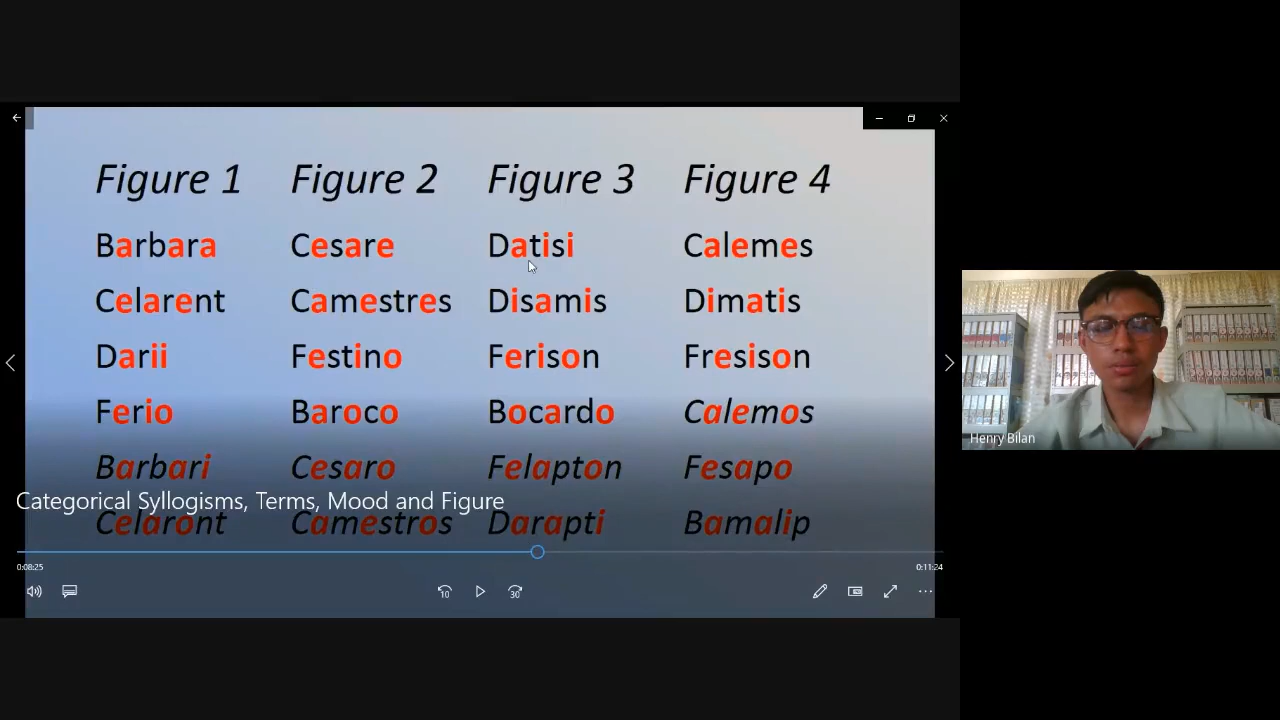 Figure 1 Figure 2 Figure 3 Figure 4
Barbara Cesare Datisi Calemes
Celarent Camestres Disamis Dimatis
Darii Festino Ferison Fresison
Ferio Baroco Bocardo Calemos
Barbari Cesaro Felapton Fesapo
Categorical Syllogisms, Terms, Mood and Figure
Celaront Camestros Darapti Bamalip
0:08:25 0:11:24
10 30
Henry Bilan